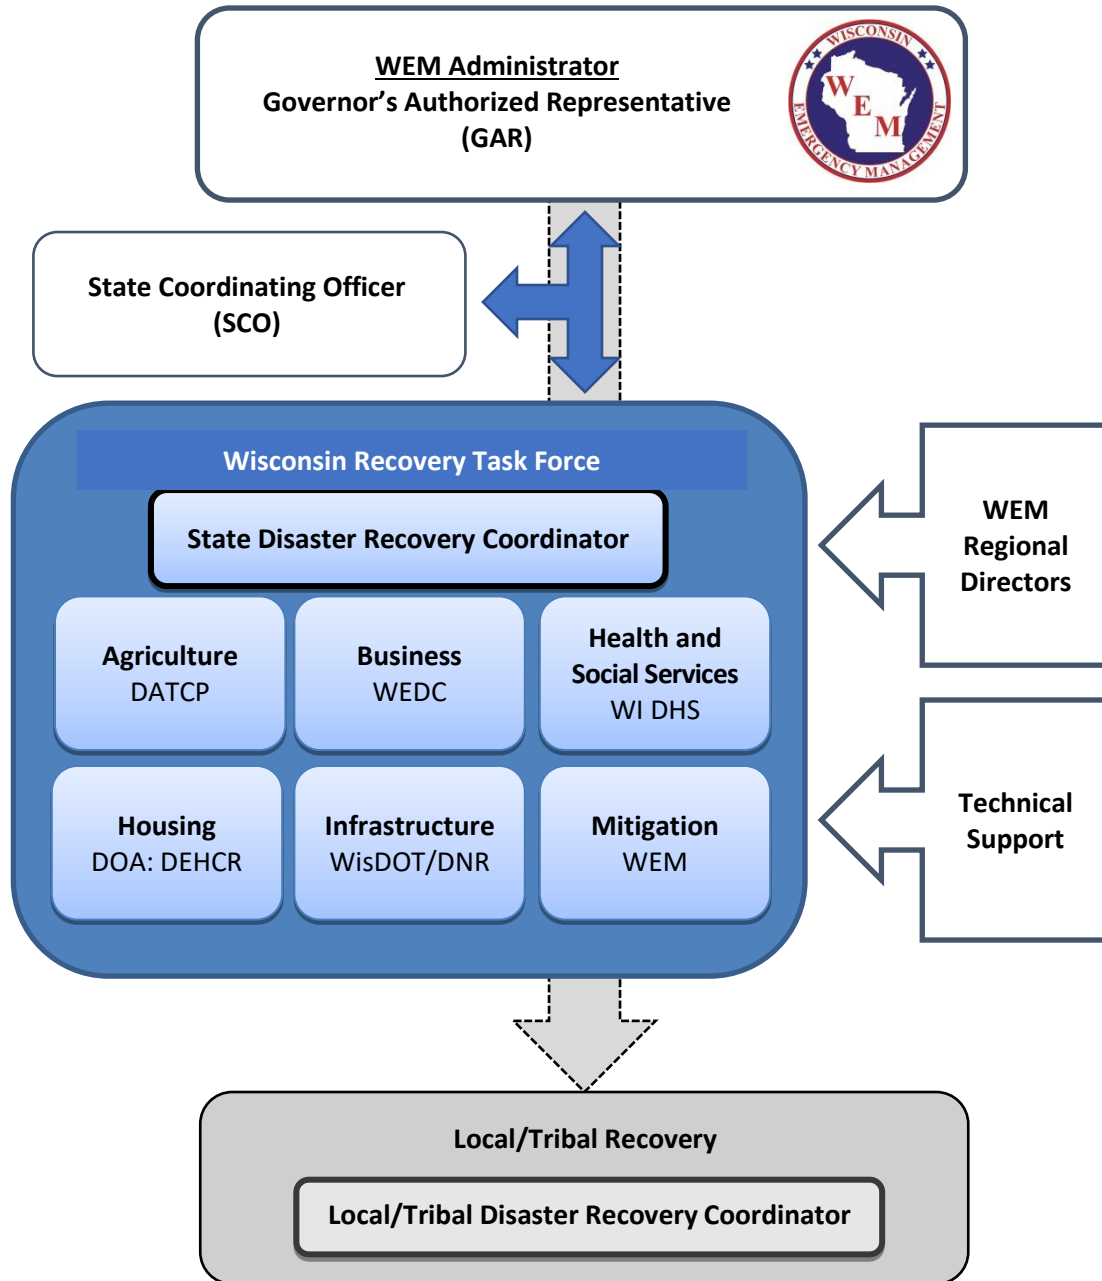 WEM Administrator
Governor’s Authorized Representative
(GAR)
WISCONSIN
W
E
M
EMERGENCY MANAGEMENT
State Coordinating Officer
(SCO)
Wisconsin Recovery Task Force
State Disaster Recovery Coordinator
Agriculture
DATCP
Business
WEDC
Health and
Social Services
WI DHS
Housing
DOA: DEHCR
Infrastructure
WisDOT/DNR
Mitigation
WEM
WEM
Regional
Directors
Technical
Support
Local/Tribal Recovery
Local/Tribal Disaster Recovery Coordinator